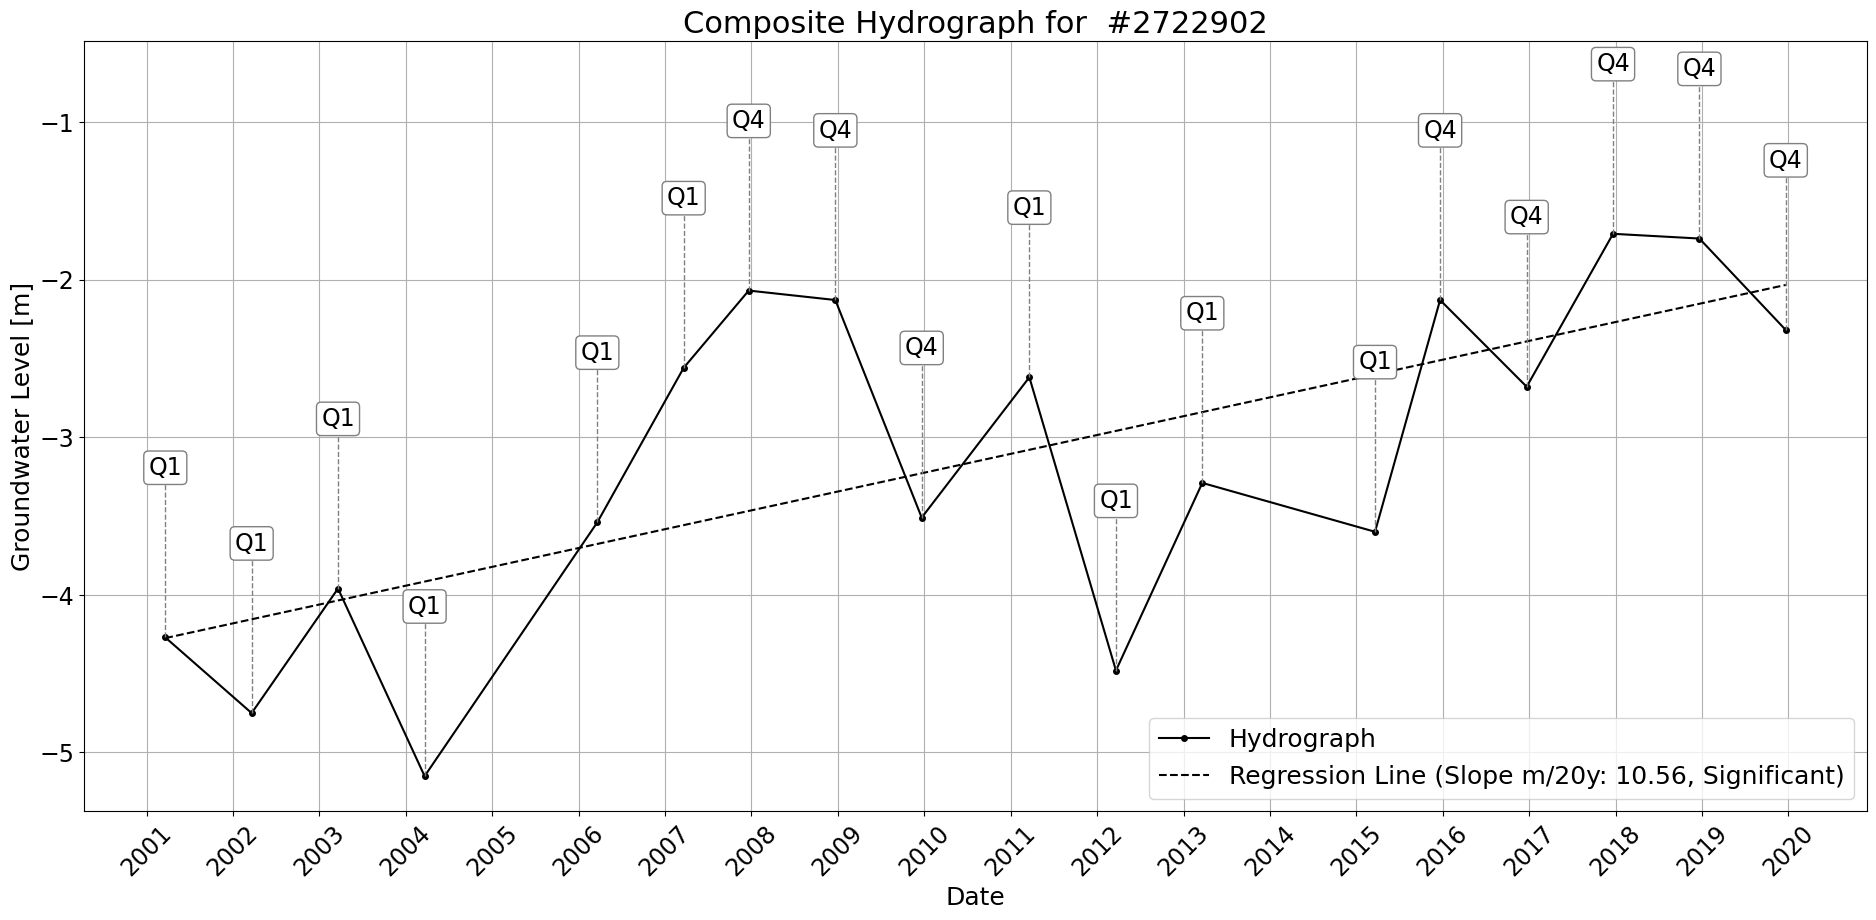 Composite Hydrograph for  #2722902
Groundwater Level [m]
−1
−2
−3
−4
−5
Q1
Q1
Q1
Q1
Q1
Q1
Q4
Q4
Q4
Q1
Q1
Q1
Q1
Q4
Q4
Q4
Q4
Q4
Hydrograph
Regression Line (Slope m/20y: 10.56, Significant)
2001
2002
2003
2004
2005
2006
2007
2008
2009
2010
2011
2012
2013
2014
2015
2016
2017
2018
2019
2020
Date